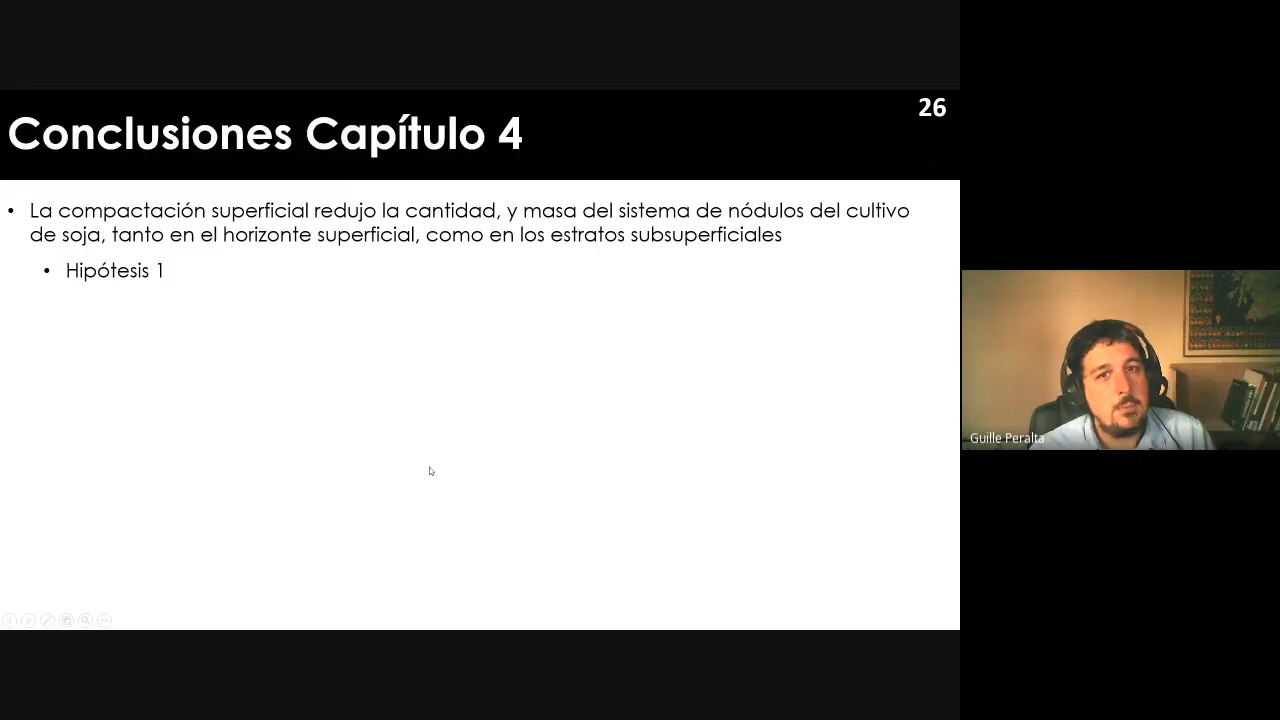 26
Conclusiones Capítulo 4
• La compactación superficial redujo la cantidad, y masa del sistema de nódulos del cultivo
de soja, tanto en el horizonte superficial, como en los estratos subsuperficiales
• Hipótesis 1
Guille Peralta